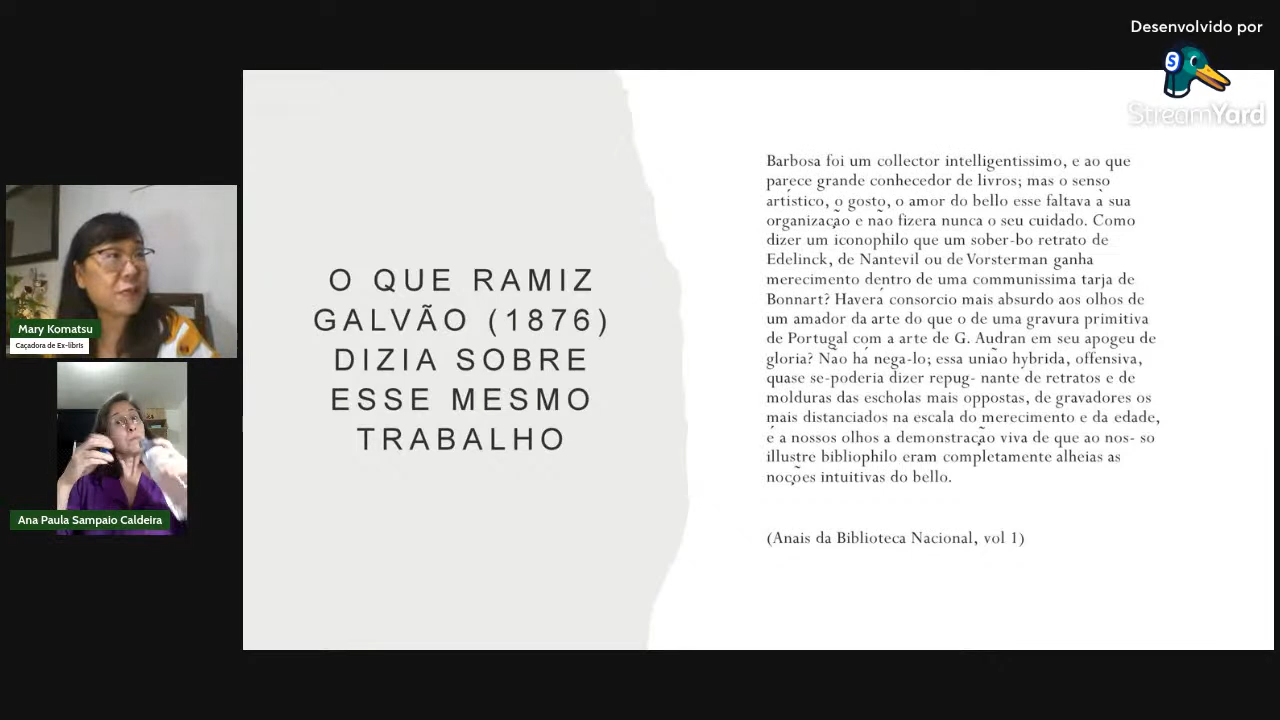 Desenvolvido por
S
StreamYard
Mary Komatsu
Caçadora de Ex-libris
Ana Paula Sampaio Caldeira
O QUE RAMIZ
GALVÃO (1876)
DIZIA SOBRE
ESSE MESMO
TRABALHO
Barbosa foi um collector intelligentissimo, e ao que
parece grande conhecedor de livros; mas o senso
artístico, o gosto, o amor do bello esse faltava à sua
organização e não fizera nunca o seu cuidado. Como
dizer um iconophilo que um sober-bo retrato de
Edelinck, de Nantevil ou de Vorsterman ganha
merecimento dentro de uma communissima tarja de
Bonnart? Haverá consorcio mais absurdo aos olhos de
um amador da arte do que o de uma gravura primitiva
de Portugal com a arte de G. Audran em seu apogeu de
gloria? Não há nega-lo; essa união hybrida, offensiva,
quase se-poderia dizer repug- nante de retratos e de
molduras das escholas mais oppostas, de gravadores os
mais distanciados na escala do merecimento e da edade,
é a nossos olhos a demonstração viva de que ao nos- so
illustre bibliophilo eram completamente alheias as
noções intuitivas do bello.
(Anais da Biblioteca Nacional, vol 1)